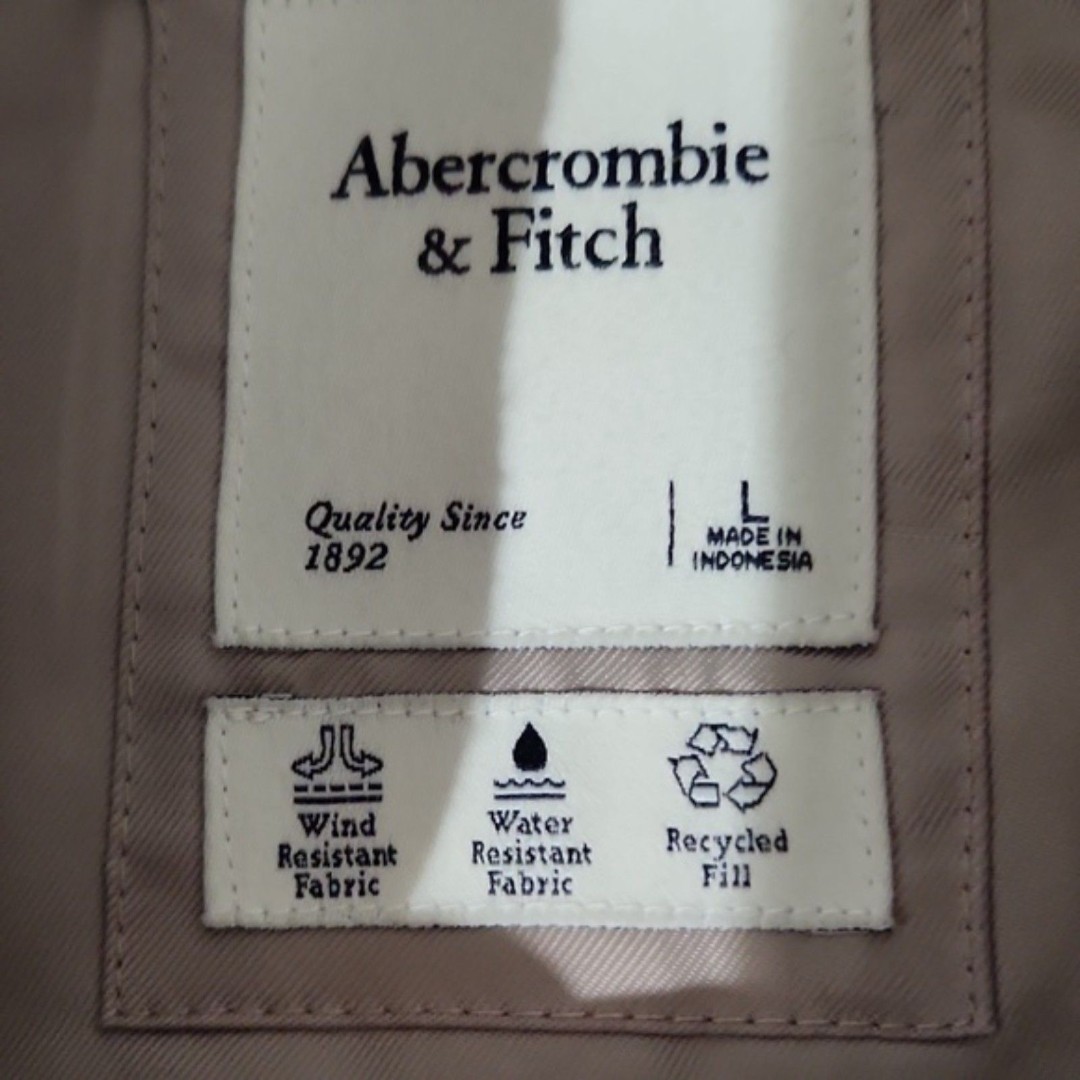 Abercrombie
& Fitch
Quality Since
1892
L
MADE IN
INDONESIA
Wind
Resistant
Fabric
Water
Resistant
Fabric
Recycled
Fill